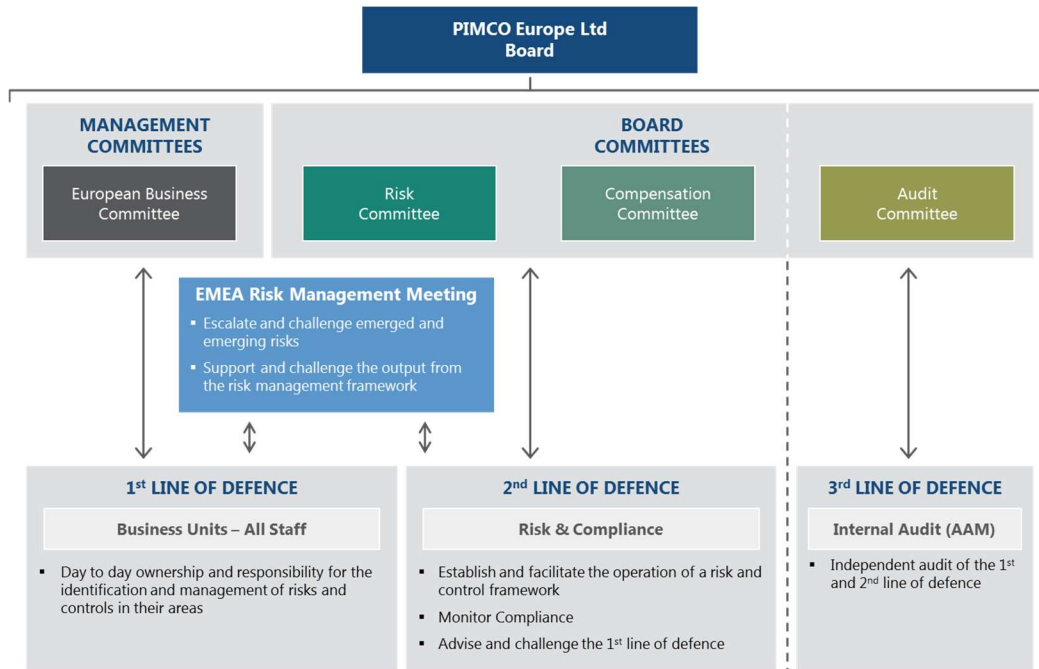 PIMCO Europe Ltd
Board
MANAGEMENT
COMMITTEES
European Business
Committee
BOARD
COMMITTEES
Risk
Committee
Compensation
Committee
Audit
Committee
EMEA Risk Management Meeting
▪ Escalate and challenge emerged and
emerging risks
▪ Support and challenge the output from
the risk management framework
1st LINE OF DEFENCE
Business Units – All Staff
▪ Day to day ownership and responsibility for the
identification and management of risks and
controls in their areas
2nd LINE OF DEFENCE
Risk & Compliance
▪ Establish and facilitate the operation of a risk and
control framework
▪ Monitor Compliance
▪ Advise and challenge the 1st line of defence
3rd LINE OF DEFENCE
Internal Audit (AAM)
▪ Independent audit of the 1st
and 2nd line of defence